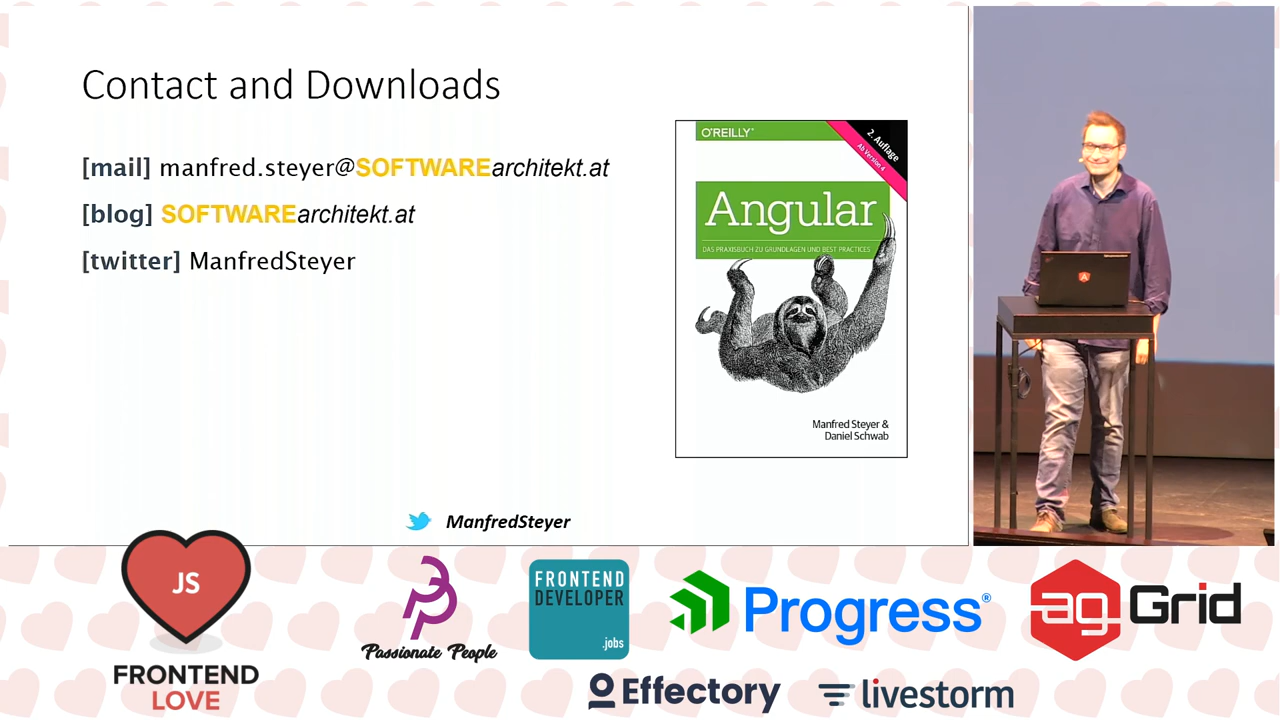 Contact and Downloads
[mail] manfred.steyer@SOFTWAREarchitekt.at
[blog] SOFTWAREarchitekt.at
[twitter] ManfredSteyer
O'REILLY®
2. Auflage
Ab Version 4
Angular
DAS PRAXISBUCH ZU GRUNDLAGEN UND BEST PRACTICES
Manfred Steyer &
Daniel Schwab
ManfredSteyer
JS
FRONTEND
LOVE
Passionate People
FRONTEND
DEVELOPER
.jobs
Progress®
ag Grid
Effectory
livestorm